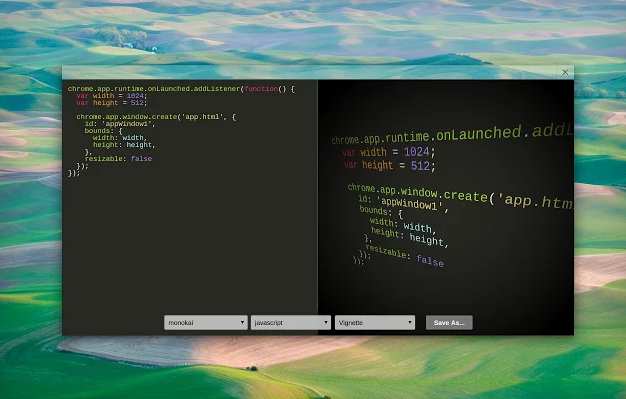 chrome.app.runtime.onLaunched.addListener(function() {
var width = 1024;
var height = 512;
chrome.app.window.create('app.html', {
id: 'appWindow1',
bounds: {
width: width,
height: height,
},
resizable: false
});
});
chrome.app.runtime.onLaunched.addL
var width = 1024;
var height = 512;
chrome.app.window.create('app.htm
id: 'appWindow1',
bounds: {
width: width,
height: height,
},
resizable: false
});
});
monokai
javascript
Vignette
Save As...